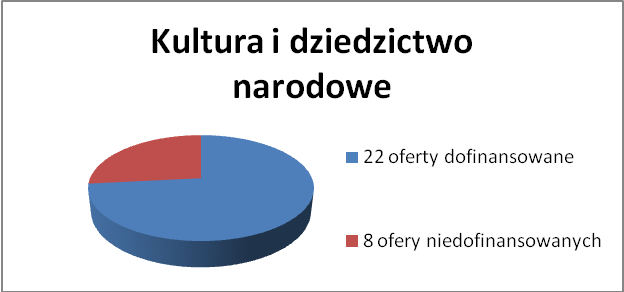 Kultura i dziedzictwo
narodowe
22 oferty dofinansowane
8 ofery niedofinansowanych